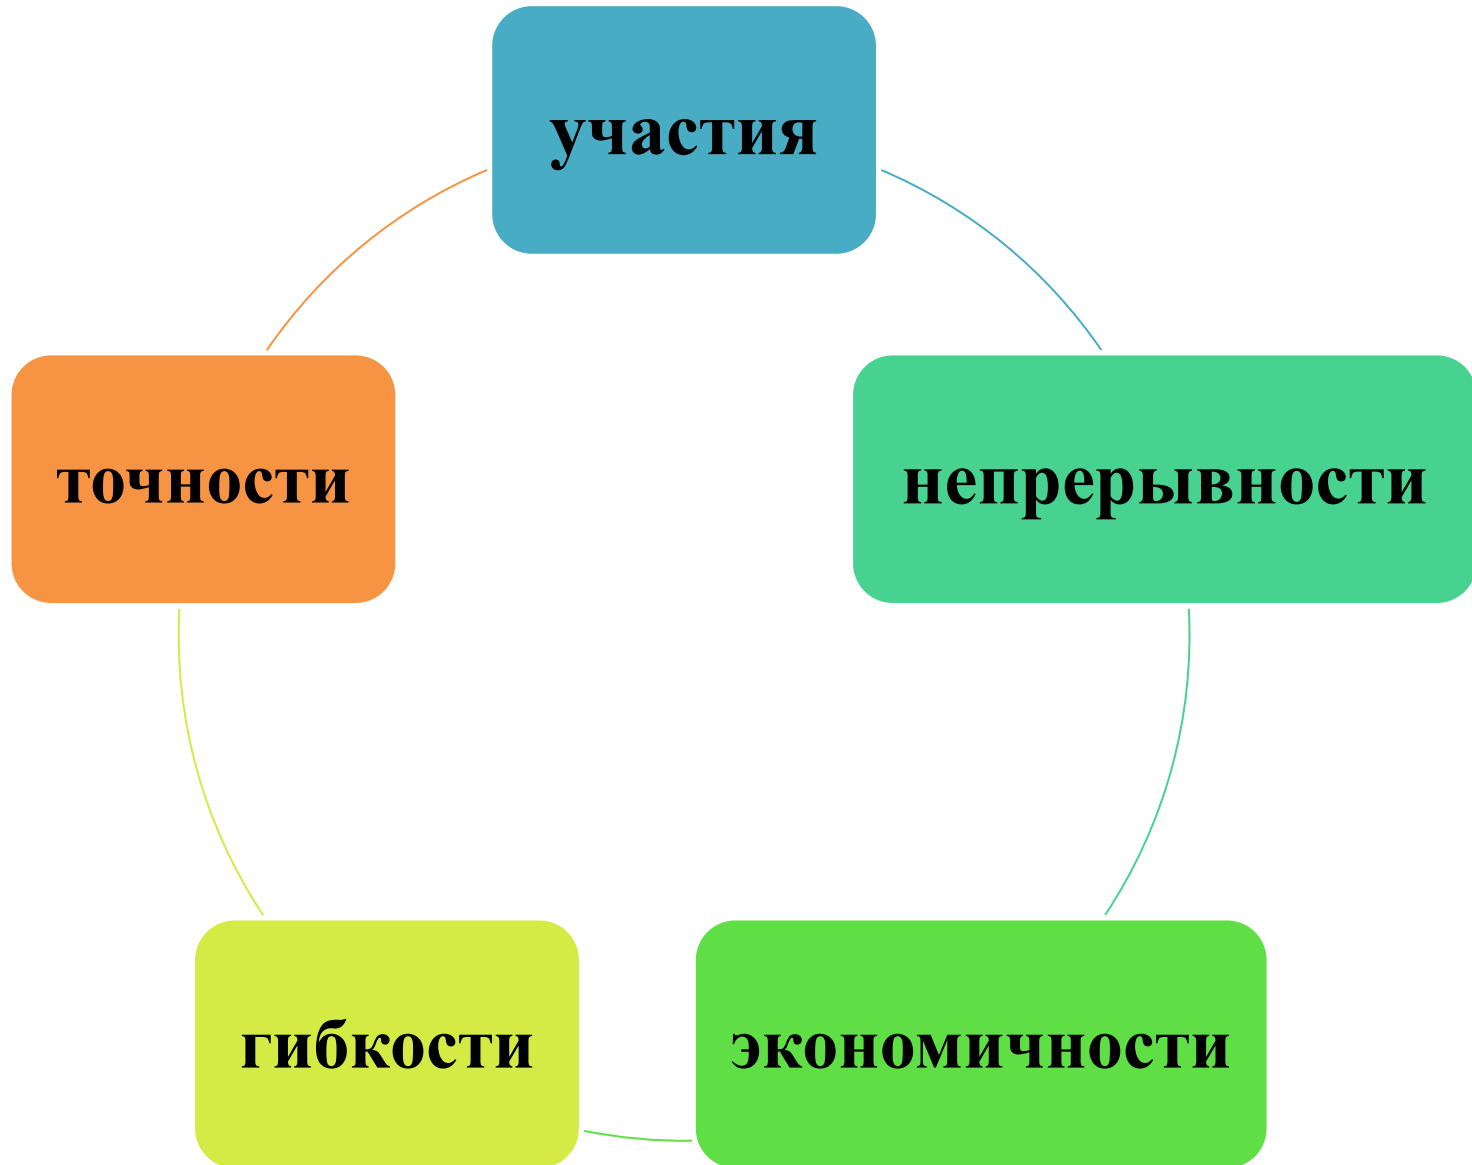 участия
непрерывности
экономичности
гибкости
точности